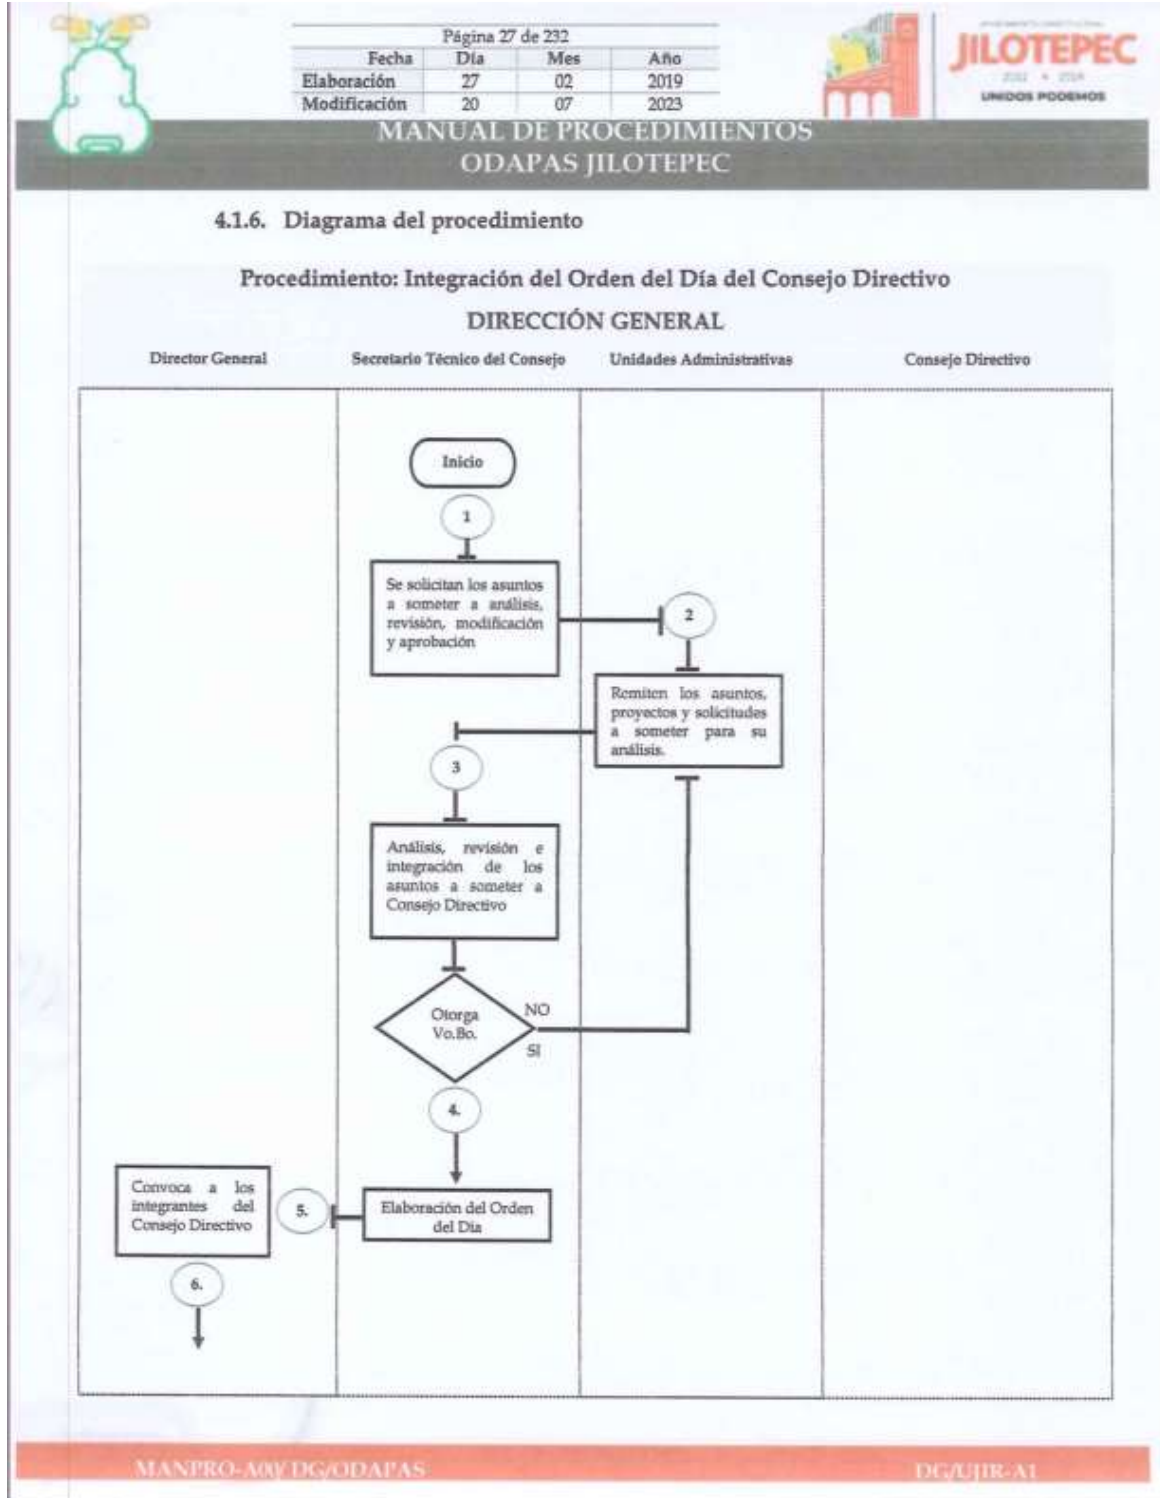 Página 27 de 232
Fecha Día Mes Año
Elaboración 27 02 2019
Modificación 20 07 2023
JILOTEPEC
UNIDOS PODEMOS
MANUAL DE PROCEDIMIENTOS
ODAPAS JILOTEPEC
4.1.6. Diagrama del procedimiento
Procedimiento: Integración del Orden del Día del Consejo Directivo
DIRECCIÓN GENERAL
Director General Secretario Técnico del Consejo Unidades Administrativas Consejo Directivo
Inicio
1
Se solicitan los asuntos
a someter a análisis,
revisión, modificación
y aprobación
2
Remiten los asuntos,
proyectos y solicitudes
a someter para su
análisis.
3
Análisis, revisión e
integración de los
asuntos a someter a
Consejo Directivo
Otorga
Vo.Bo.
NO
SI
4.
Elaboración del Orden
del Día
5.
Convoca a los
integrantes del
Consejo Directivo
6.
MANPRO-A00/ DG/ODAPAS
DG/UJIR-A1